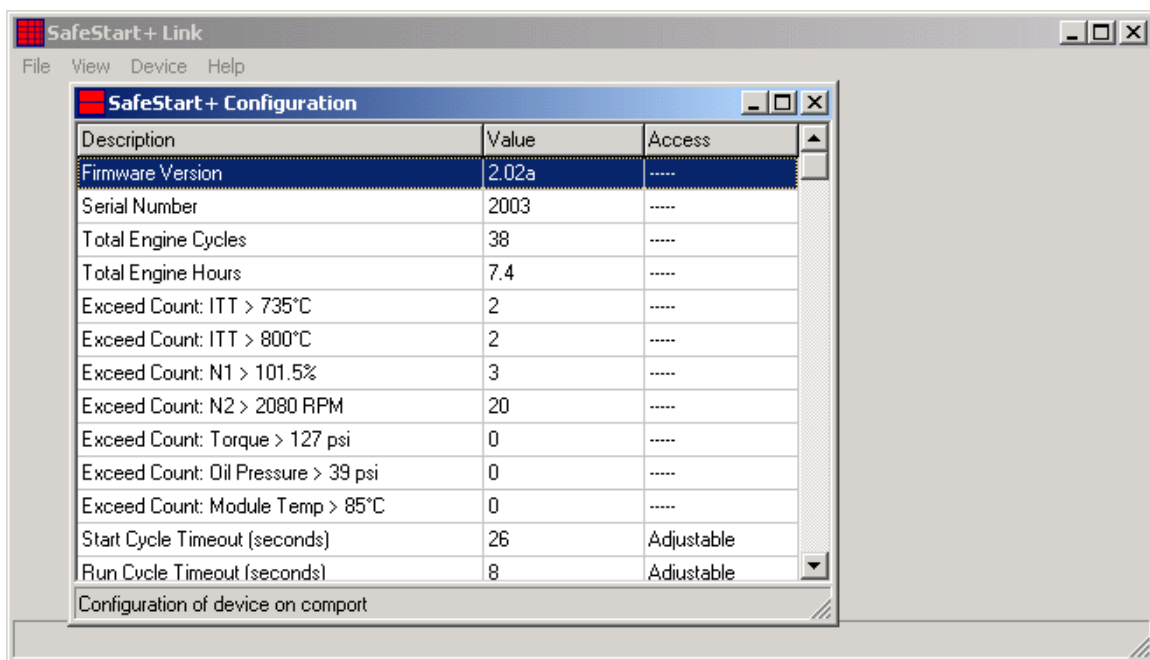 SafeStart+ Link
File View Device Help
SafeStart+ Configuration
Description Value Access
Firmware Version 2.02a -----
Serial Number 2003 -----
Total Engine Cycles 38 -----
Total Engine Hours 7.4 -----
Exceed Count: ITT > 735°C 2 -----
Exceed Count: ITT > 800°C 2 -----
Exceed Count: N1 > 101.5% 3 -----
Exceed Count: N2 > 2080 RPM 20 -----
Exceed Count: Torque > 127 psi 0 -----
Exceed Count: Oil Pressure > 39 psi 0 -----
Exceed Count: Module Temp > 85°C 0 -----
Start Cycle Timeout (seconds) 26 Adjustable
Run Cycle Timeout (seconds) 8 Adjustable
Configuration of device on comport